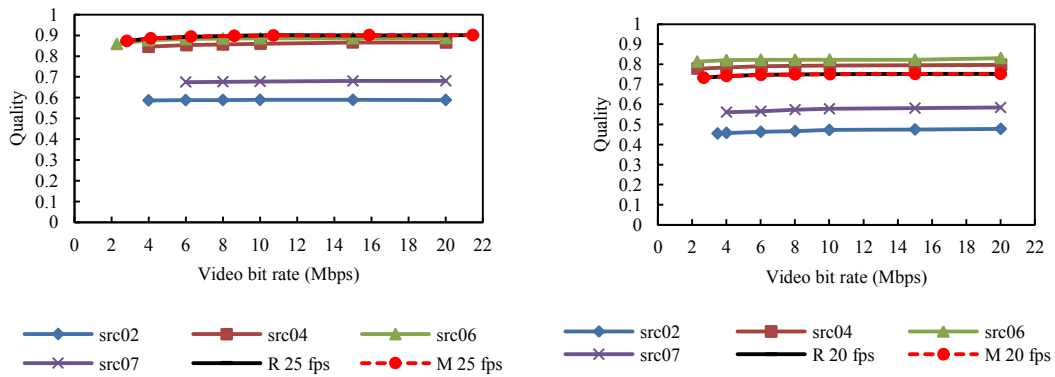 1
0.9
0.8
0.7
0.6
0.5
0.4
0.3
0.2
0.1
0
Quality
0 2 4 6 8 10 12 14 16 18 20 22
Video bit rate (Mbps)
src02 src04 src06
src07 R 25 fps M 25 fps
1
0.9
0.8
0.7
0.6
0.5
0.4
0.3
0.2
0.1
0
Quality
0 2 4 6 8 10 12 14 16 18 20 22
Video bit rate (Mbps)
src02 src04 src06
src07 R 20 fps M 20 fps